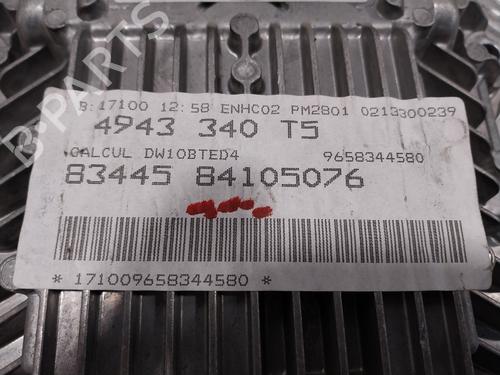 B-PARTS
B:17100 12:58 ENHC02 PM2801 0213300239
4943 340 T5
CALCUL DW10BTED4 9658344580
83445 84105076
* 171009658344580 *